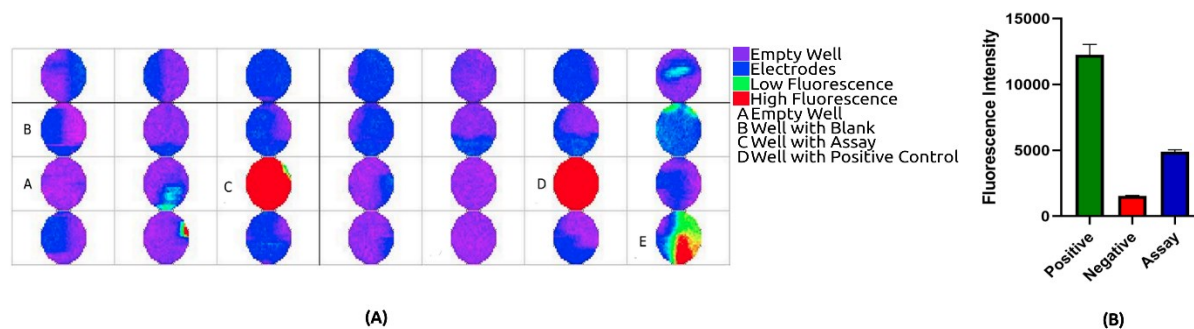 Empty Well
Electrodes
Low Fluorescence
High Fluorescence
A Empty Well
B Well with Blank
C Well with Assay
D Well with Positive Control
B
A
C
D
E
(A)
Fluorescence Intensity
15000
10000
5000
0
Positive
Negative
Assay
(B)